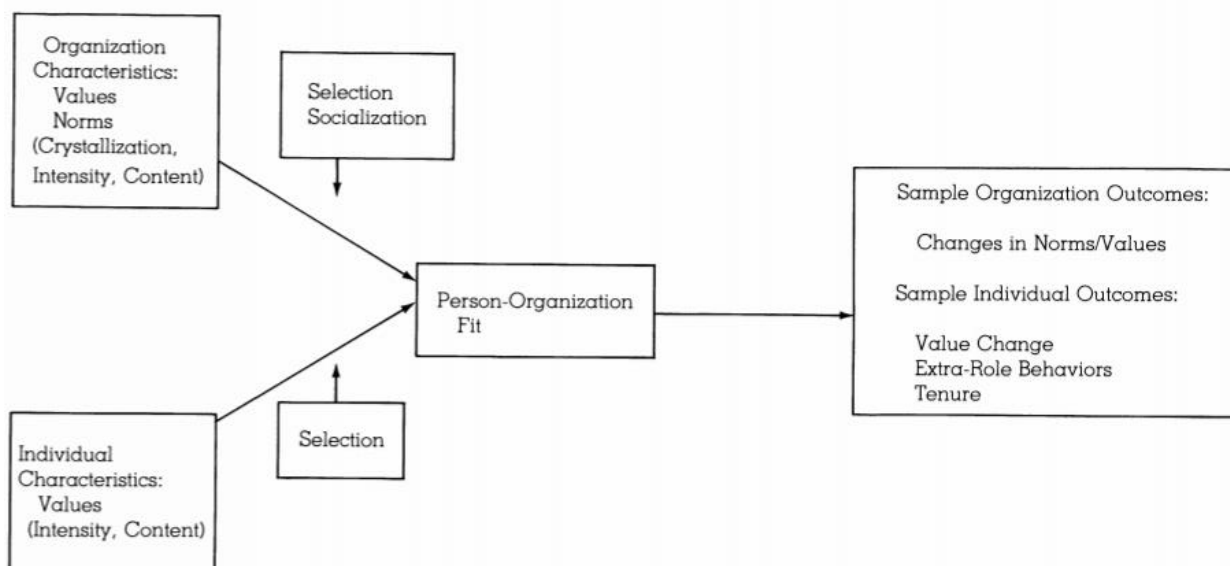 Organization
Characteristics:
Values
Norms
(Crystallization,
Intensity, Content)
Selection
Socialization
Person-Organization
Fit
Sample Organization Outcomes:
Changes in Norms/Values
Sample Individual Outcomes:
Value Change
Extra-Role Behaviors
Tenure
Selection
Individual
Characteristics:
Values
(Intensity, Content)